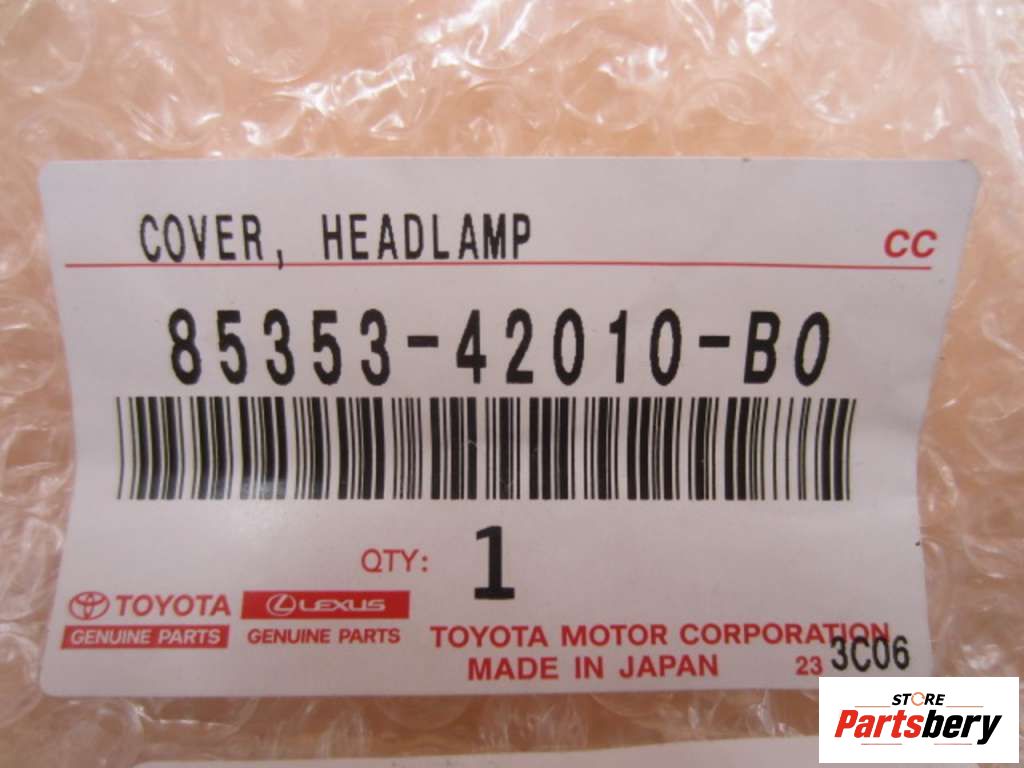 COVER, HEADLAMP
CC
85353-42010-B0
QTY: 1
TOYOTA
GENUINE PARTS
LEXUS
GENUINE PARTS
TOYOTA MOTOR CORPORATION
MADE IN JAPAN
23 3C06
STORE
Partsbery